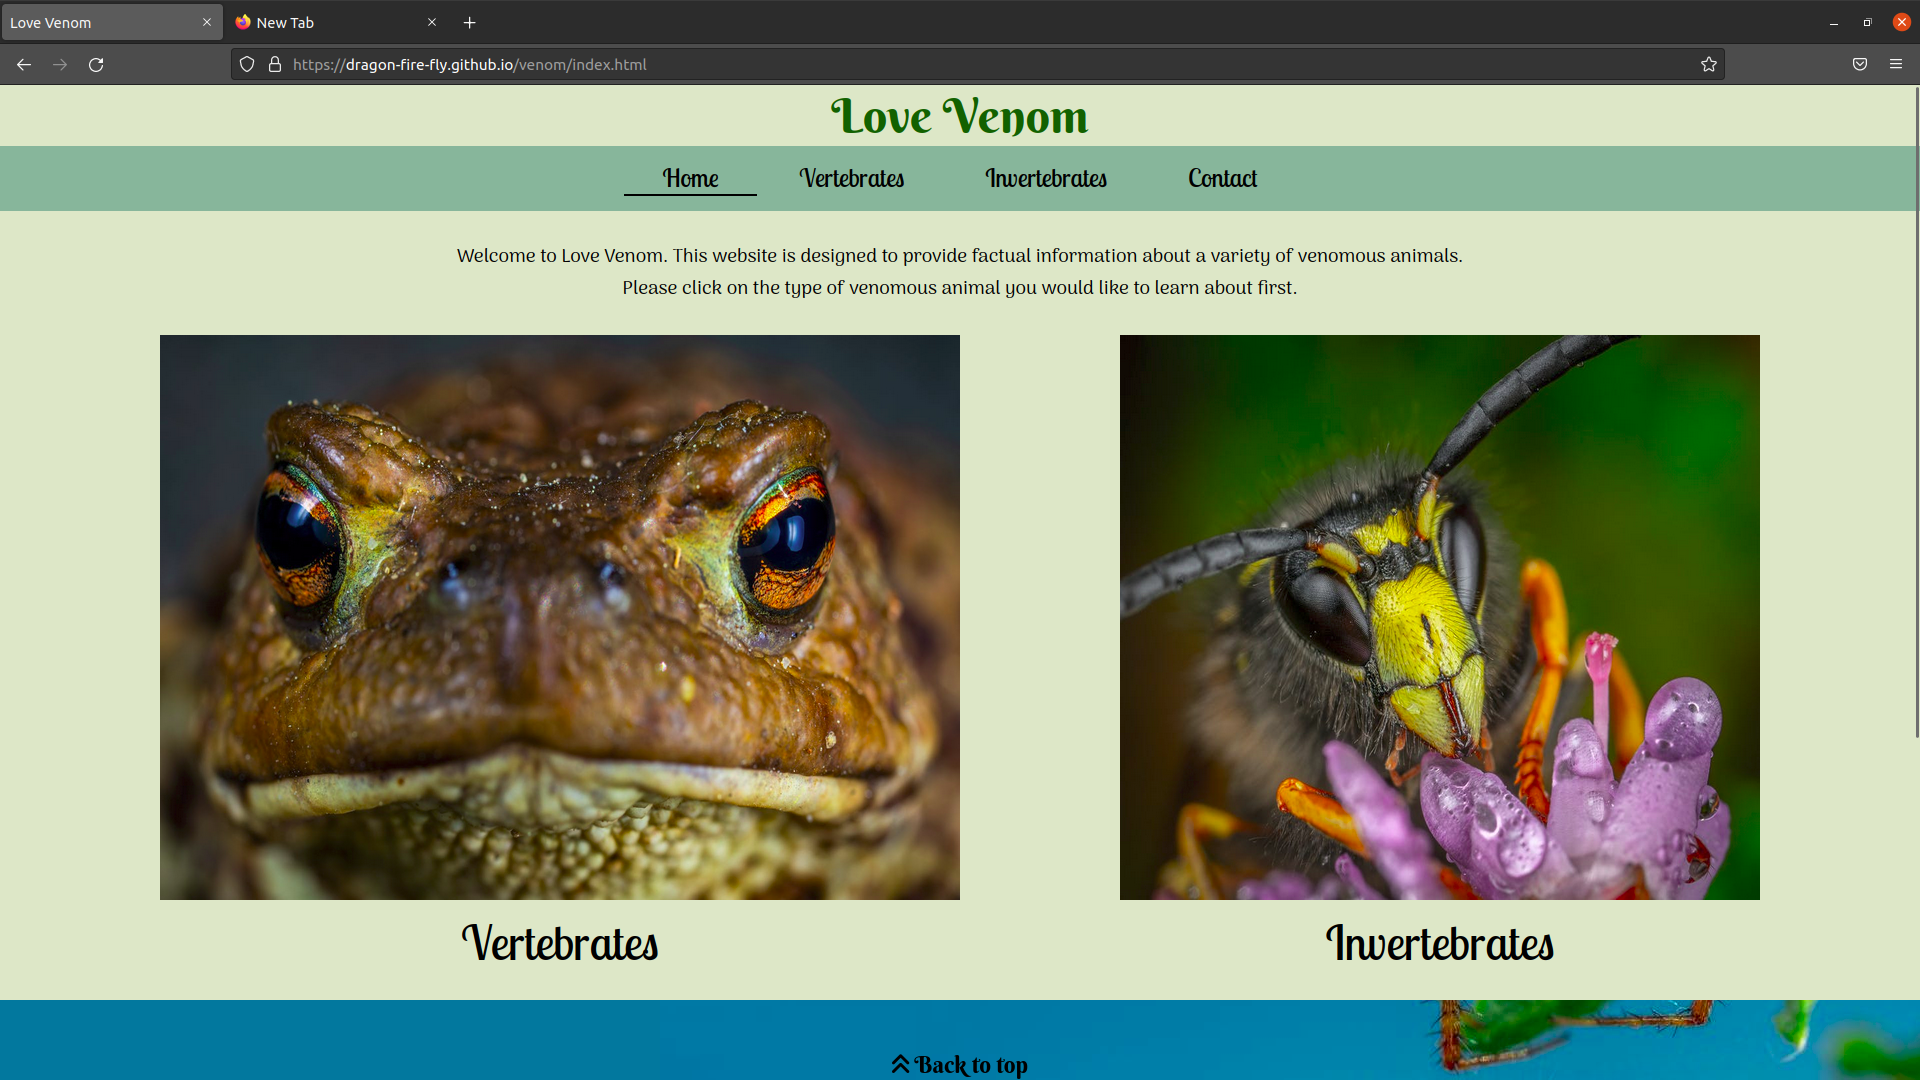 Love Venom
New Tab
https://dragon-fire-fly.github.io/venom/index.html
Love Venom
Home Vertebrates Invertebrates Contact
Welcome to Love Venom. This website is designed to provide factual information about a variety of venomous animals.
Please click on the type of venomous animal you would like to learn about first.
Vertebrates Invertebrates
Back to top